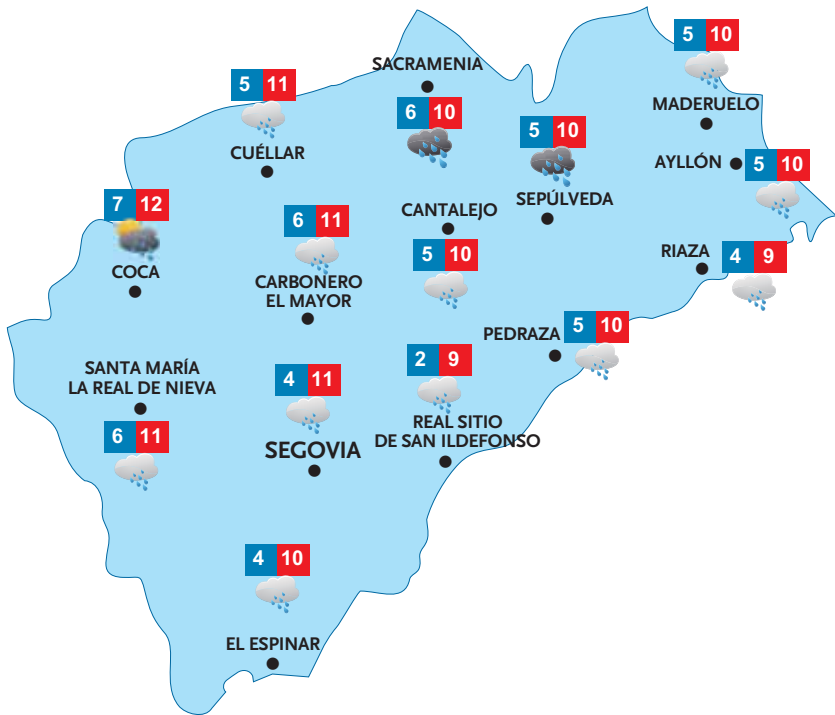 5 10
MADERUELO
SACRAMENIA
6 10
5 11
CUÉLLAR
5 10
SEPÚLVEDA
AYLLÓN
5 10
7 12
COCA
6 11
CARBONERO
EL MAYOR
CANTALEJO
5 10
RIAZA
4 9
PEDRAZA
5 10
SANTA MARÍA
LA REAL DE NIEVA
6 11
4 11
SEGOVIA
2 9
REAL SITIO
DE SAN ILDEFONSO
4 10
EL ESPINAR